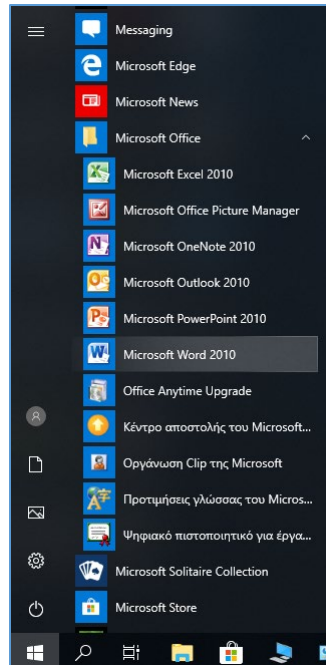 Messaging
Microsoft Edge
Microsoft News
Microsoft Office
Microsoft Excel 2010
Microsoft Office Picture Manager
Microsoft OneNote 2010
Microsoft Outlook 2010
Microsoft PowerPoint 2010
Microsoft Word 2010
Office Anytime Upgrade
Κέντρο αποστολής του Microsoft...
Οργάνωση Clip της Microsoft
Προτιμήσεις γλώσσας του Micros...
Ψηφιακό πιστοποιητικό για έργα...
Microsoft Solitaire Collection
Microsoft Store